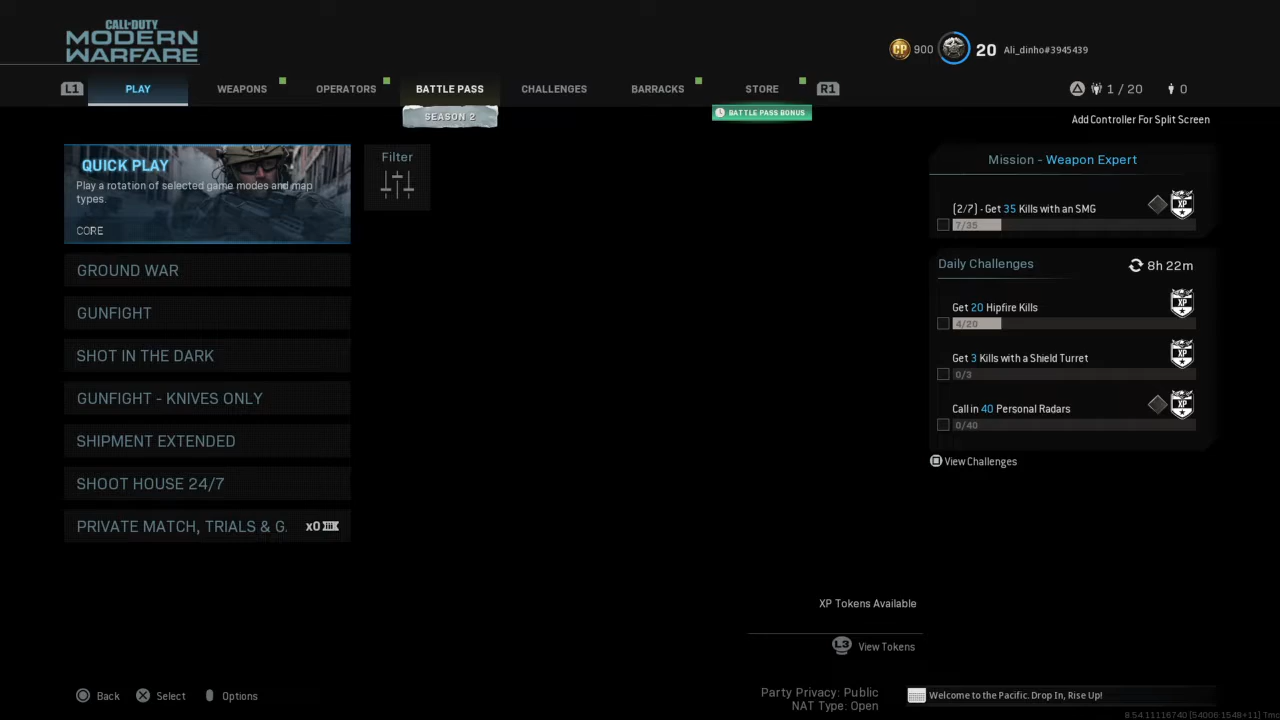 CALL OF DUTY
MODERN
WARFARE
CP 900 20 Ali_dinho#3945439
L1 PLAY WEAPONS OPERATORS BATTLE PASS CHALLENGES BARRACKS STORE R1 1 / 20 0
SEASON 2
BATTLE PASS BONUS
Add Controller For Split Screen
QUICK PLAY
Play a rotation of selected game modes and map
types.
CORE
Filter
GROUND WAR
GUNFIGHT
SHOT IN THE DARK
GUNFIGHT - KNIVES ONLY
SHIPMENT EXTENDED
SHOOT HOUSE 24/7
PRIVATE MATCH, TRIALS & G. x0
Mission - Weapon Expert
[2/7] - Get 35 Kills with an SMG
XP
7/35
Daily Challenges 8h 22m
Get 20 Hipfire Kills
XP
4/20
Get 3 Kills with a Shield Turret
XP
0/3
Call in 40 Personal Radars
XP
0/40
View Challenges
XP Tokens Available
L3 View Tokens
Back Select Options
Party Privacy: Public
NAT Type: Open
Welcome to the Pacific. Drop In, Rise Up!